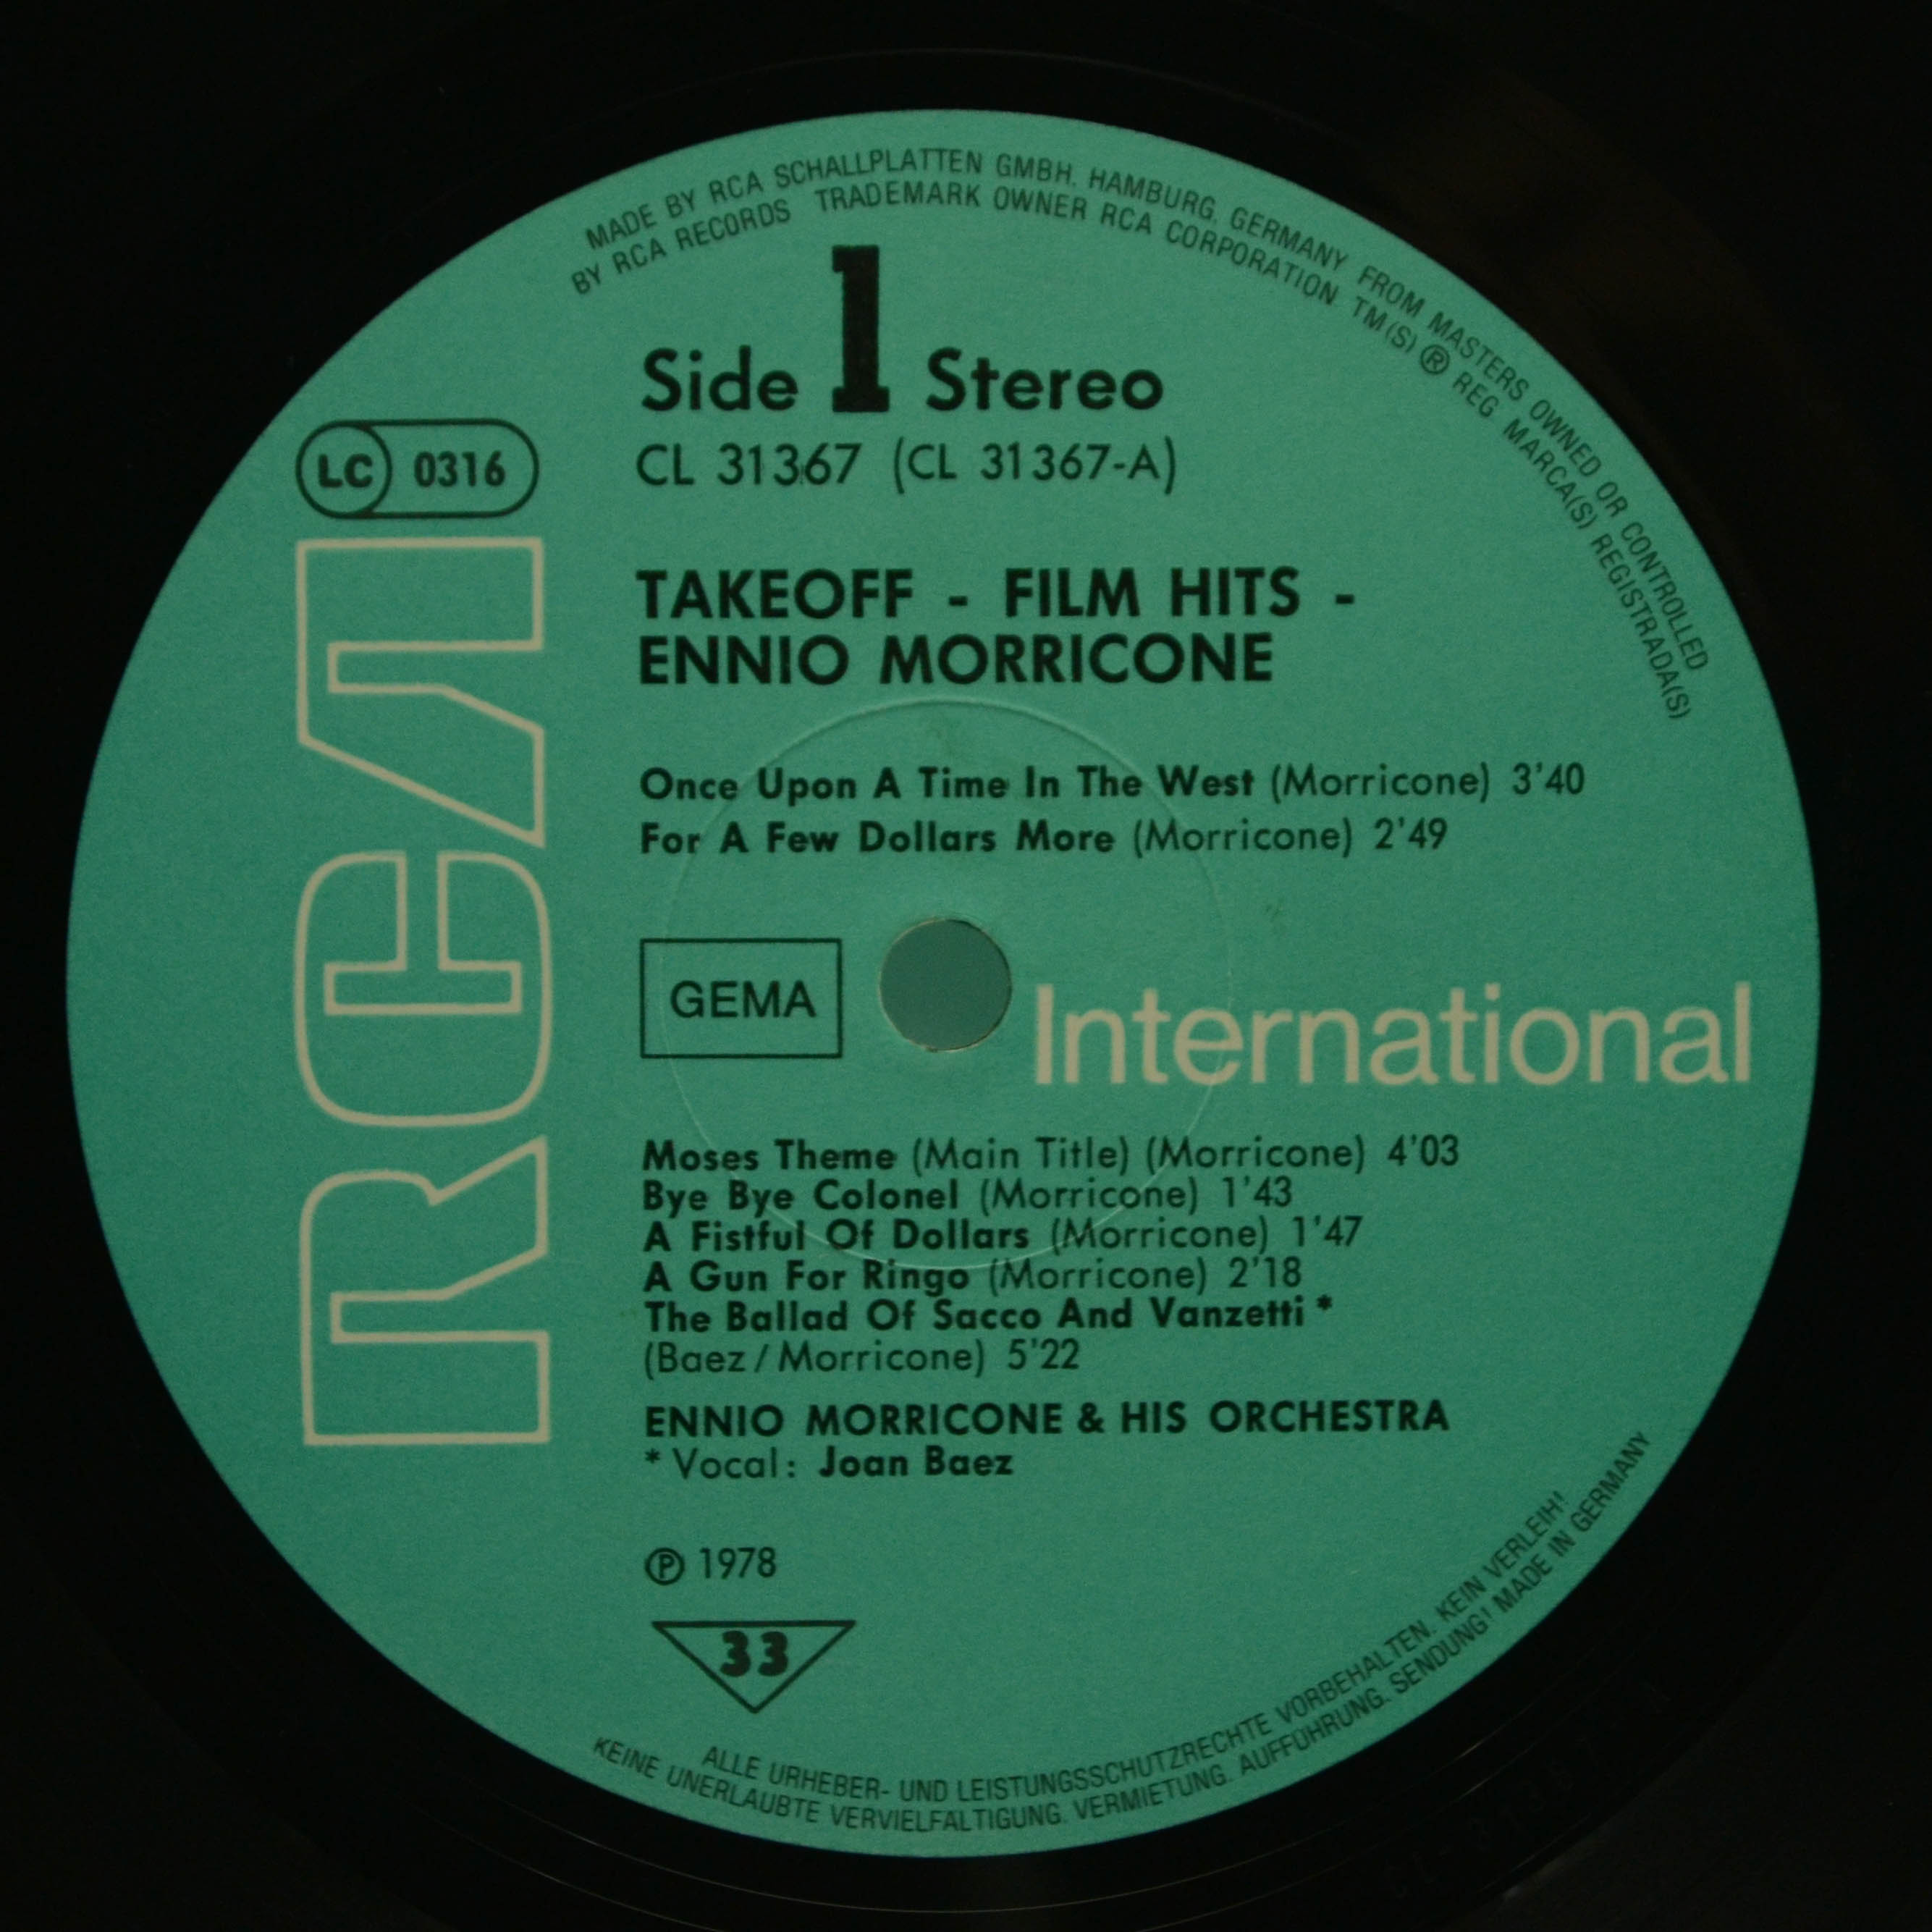 MADE BY RCA SCHALLPLATTEN GMBH. HAMBURG. GERMANY FROM MASTERS OWNED OR CONTROLLED
BY RCA RECORDS TRADEMARK OWNER RCA CORPORATION TM(S) ® REG. MARCA(S) REGISTRADA(S)
Side 1 Stereo
CL 31367 (CL 31367-A)
LC 0316
RCA
TAKEOFF - FILM HITS -
ENNIO MORRICONE
Once Upon A Time In The West (Morricone) 3'40
For A Few Dollars More (Morricone) 2'49
GEMA
International
Moses Theme (Main Title) (Morricone) 4'03
Bye Bye Colonel (Morricone) 1'43
A Fistful Of Dollars (Morricone) 1'47
A Gun For Ringo (Morricone) 2'18
The Ballad Of Sacco And Vanzetti *
(Baez / Morricone) 5'22
ENNIO MORRICONE & HIS ORCHESTRA
* Vocal: Joan Baez
℗ 1978
33
ALLE URHEBER- UND LEISTUNGSSCHUTZRECHTE VORBEHALTEN. KEIN VERLEIH!
KEINE UNERLAUBTE VERVIELFÄLTIGUNG. VERMIETUNG. AUFFÜHRUNG. SENDUNG! MADE IN GERMANY